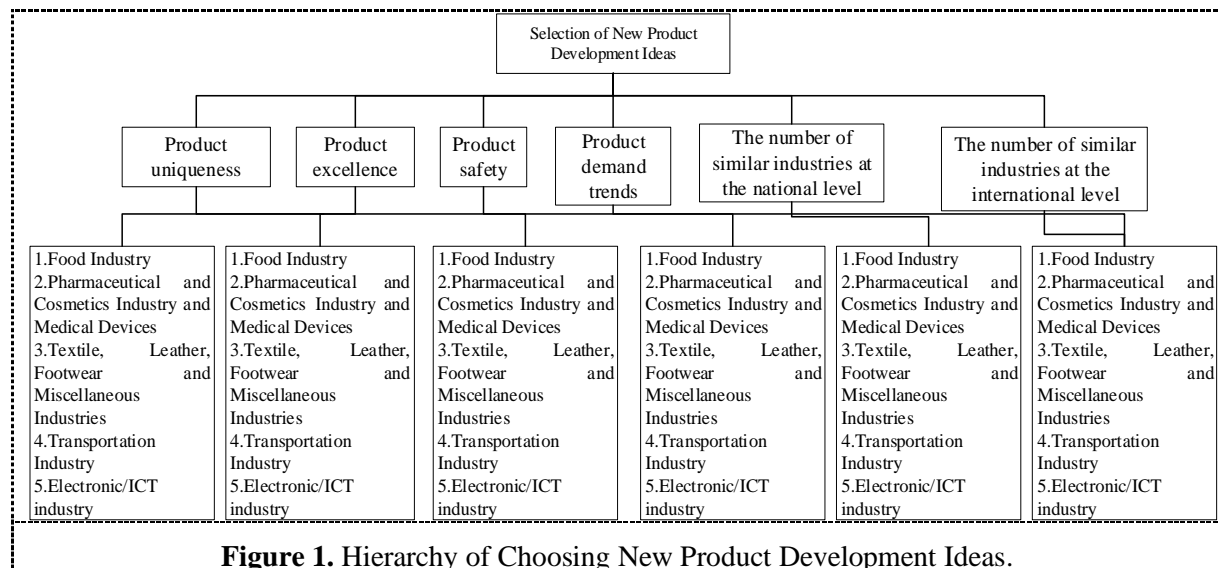 Selection of New Product
Development Ideas
Product
uniqueness
Product
excellence
Product
safety
Product
demand
trends
The number of
similar industries at
the national level
The number of similar
industries at the
international level
1.Food Industry
2.Pharmaceutical and
Cosmetics Industry and
Medical Devices
3.Textile, Leather,
Footwear and
Miscellaneous
Industries
4.Transportation
Industry
5.Electronic/ICT
industry
1.Food Industry
2.Pharmaceutical and
Cosmetics Industry and
Medical Devices
3.Textile, Leather,
Footwear and
Miscellaneous
Industries
4.Transportation
Industry
5.Electronic/ICT
industry
1.Food Industry
2.Pharmaceutical and
Cosmetics Industry and
Medical Devices
3.Textile, Leather,
Footwear and
Miscellaneous
Industries
4.Transportation
Industry
5.Electronic/ICT
industry
1.Food Industry
2.Pharmaceutical and
Cosmetics Industry and
Medical Devices
3.Textile, Leather,
Footwear and
Miscellaneous
Industries
4.Transportation
Industry
5.Electronic/ICT
industry
1.Food Industry
2.Pharmaceutical and
Cosmetics Industry and
Medical Devices
3.Textile, Leather,
Footwear and
Miscellaneous
Industries
4.Transportation
Industry
5.Electronic/ICT
industry
1.Food Industry
2.Pharmaceutical and
Cosmetics Industry and
Medical Devices
3.Textile, Leather,
Footwear and
Miscellaneous
Industries
4.Transportation
Industry
5.Electronic/ICT
industry
Figure 1. Hierarchy of Choosing New Product Development Ideas.